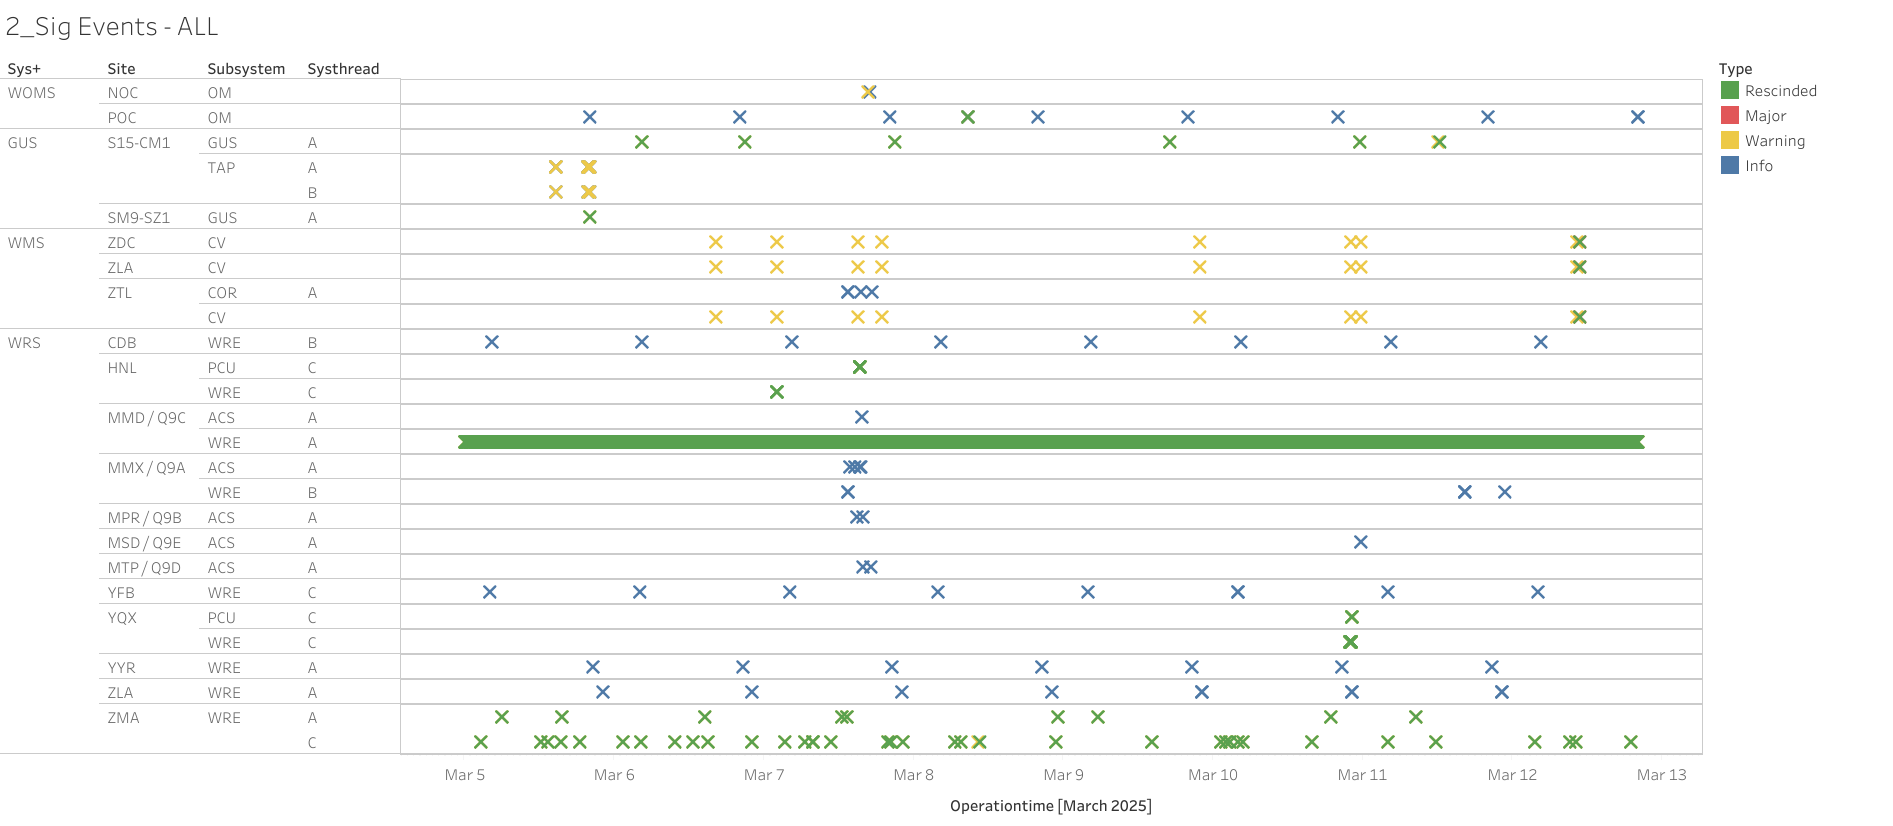 2_Sig Events - ALL
Sys+ Site Subsystem Systhread Type
WOMS NOC OM Rescinded
POC OM Major
GUS S15-CM1 GUS A Warning
TAP A Info
B
SM9-SZ1 GUS A
WMS ZDC CV
ZLA CV
ZTL COR A
CV
WRS CDB WRE B
HNL PCU C
WRE C
MMD / Q9C ACS A
WRE A
MMX / Q9A ACS A
WRE B
MPR / Q9B ACS A
MSD / Q9E ACS A
MTP / Q9D ACS A
YFB WRE C
YQX PCU C
WRE C
YYR WRE A
ZLA WRE A
ZMA WRE A
C
Mar 5 Mar 6 Mar 7 Mar 8 Mar 9 Mar 10 Mar 11 Mar 12 Mar 13
Operationtime [March 2025]